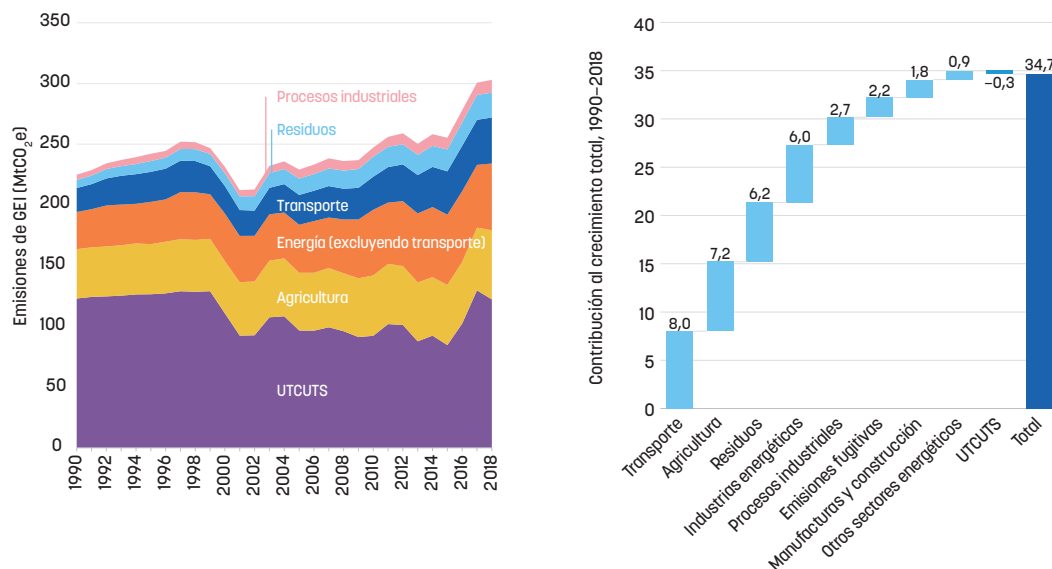 Emisiones de GEI (MtCO2e)
350
300
250
200
150
100
50
0
Procesos industriales
Residuos
Transporte
Energía (excluyendo transporte)
Agricultura
UTCUTS
1990
1992
1994
1996
1998
2000
2002
2004
2006
2008
2010
2012
2014
2016
2018
Contribución al crecimiento total, 1990–2018
40
35
30
25
20
15
10
5
0
8,0
7,2
6,2
6,0
2,7
2,2
1,8
0,9
–0,3
34,7
Transporte
Agricultura
Residuos
Industrias energéticas
Procesos industriales
Emisiones fugitivas
Manufacturas y construcción
Otros sectores energéticos
UTCUTS
Total